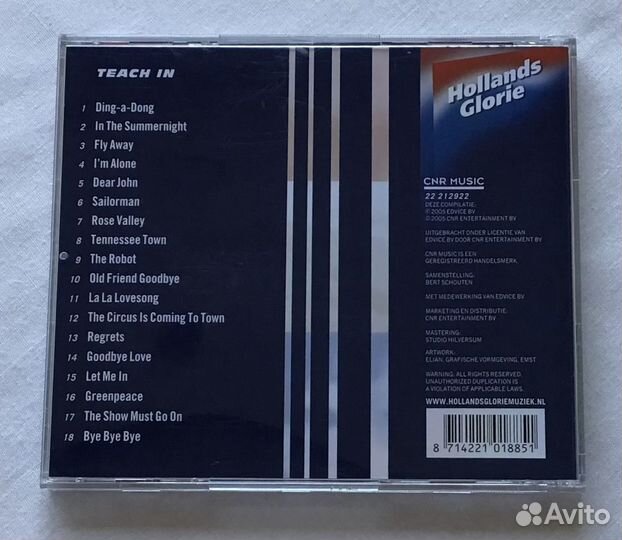 TEACH IN
1 Ding-a-Dong
2 In The Summernight
3 Fly Away
4 I'm Alone
5 Dear John
6 Sailorman
7 Rose Valley
8 Tennessee Town
9 The Robot
10 Old Friend Goodbye
11 La La Lovesong
12 The Circus Is Coming To Town
13 Regrets
14 Goodbye Love
15 Let Me In
16 Greenpeace
17 The Show Must Go On
18 Bye Bye Bye
Hollands
Glorie
CNR MUSIC
22 212922
DEZE COMPILATIE:
℗ 2005 EDVICE BV
© 2005 CNR ENTERTAINMENT BV
UITGEBRACHT ONDER LICENTIE VAN
EDVICE BV DOOR CNR ENTERTAINMENT BV
CNR MUSIC IS EEN
GEREGISTREERD HANDELSMERK.
SAMENSTELLING:
BERT SCHOUTEN
MET MEDEWERKING VAN EDVICE BV
MARKETING EN DISTRIBUTIE:
CNR ENTERTAINMENT BV
MASTERING:
STUDIO HILVERSUM
ARTWORK:
ELIAN, GRAFISCHE VORMGEVING, EMST
WARNING: ALL RIGHTS RESERVED.
UNAUTHORIZED DUPLICATION IS
A VIOLATION OF APPLICABLE LAWS.
WWW.HOLLANDSGLORIEMUZIEK.NL
8 714221 018851
Avito